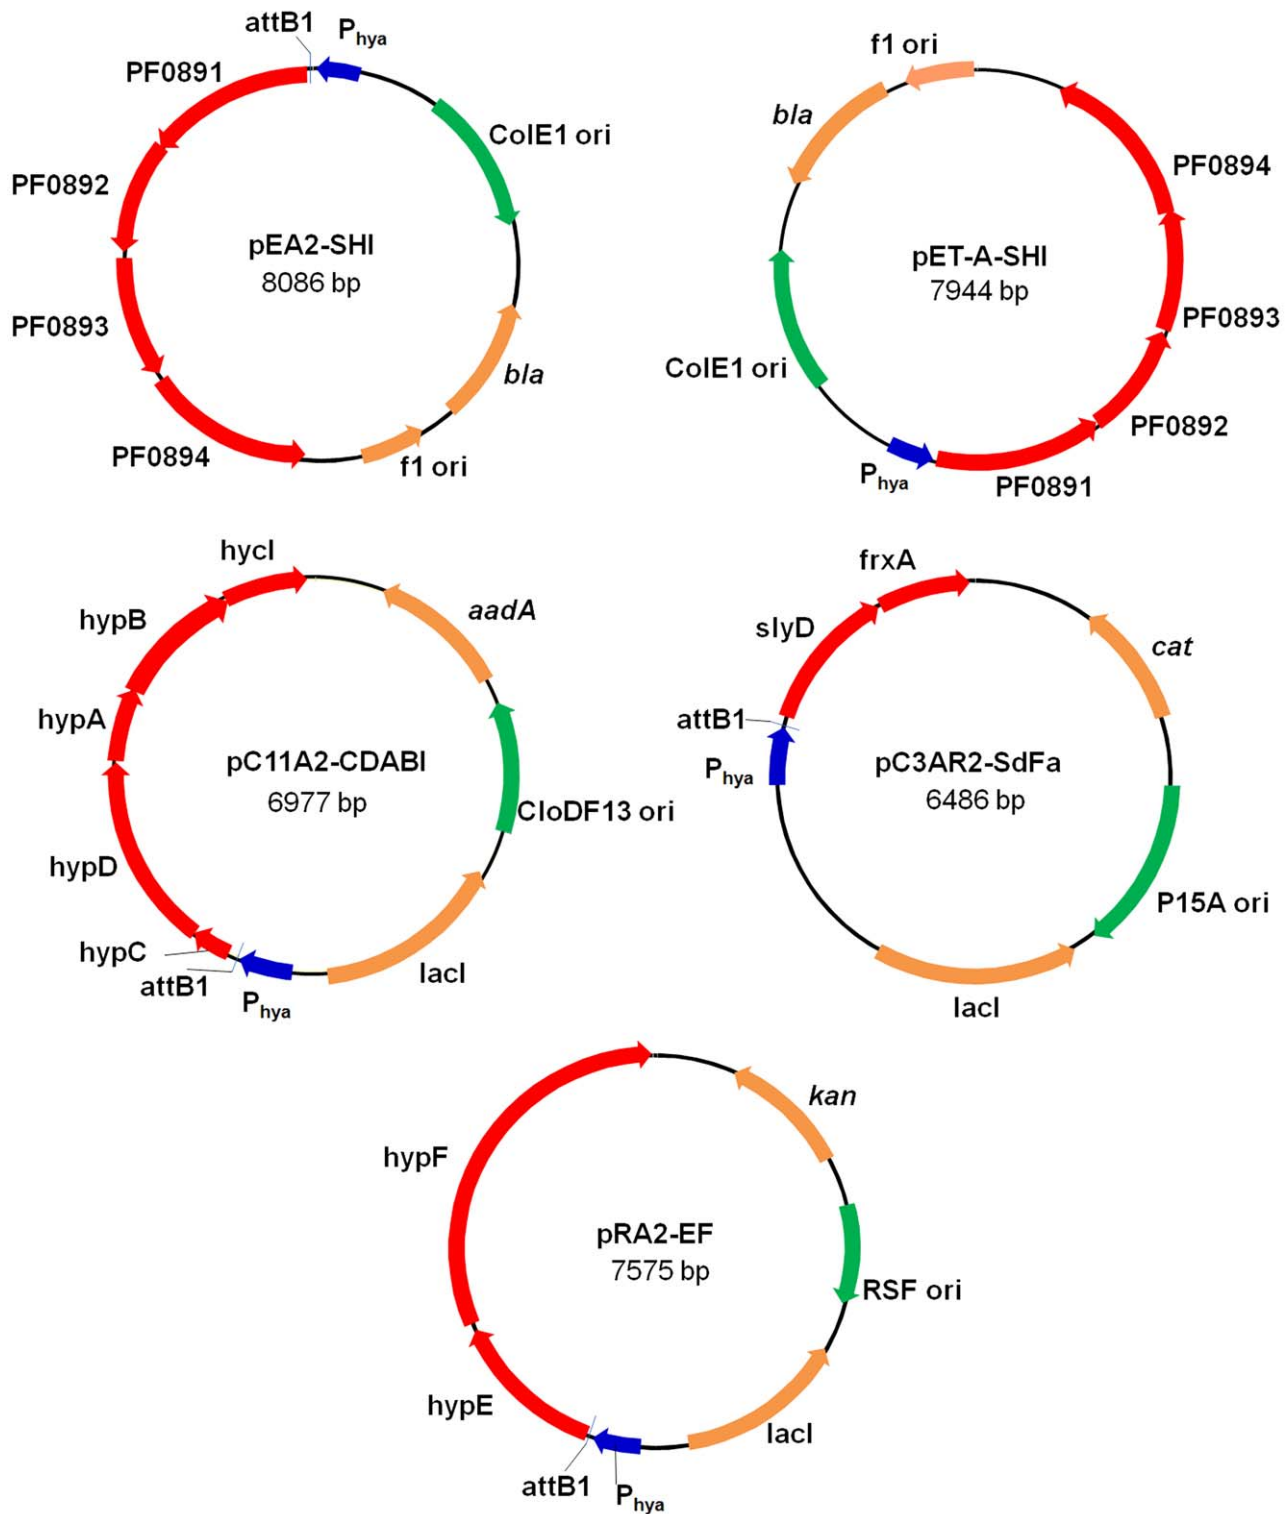 attB1
Phya
PF0891
ColE1 ori
PF0892
pEA2-SHI
8086 bp
PF0893
bla
PF0894
f1 ori
f1 ori
bla
PF0894
pET-A-SHI
7944 bp
PF0893
ColE1 ori
PF0892
Phya
PF0891
hycI
aadA
hypB
hypA
pC11A2-CDABI
6977 bp
CloDF13 ori
hypD
hypC
attB1
Phya
lacI
frxA
slyD
cat
attB1
Phya
pC3AR2-SdFa
6486 bp
P15A ori
lacI
kan
hypF
pRA2-EF
7575 bp
RSF ori
hypE
lacI
attB1
Phya